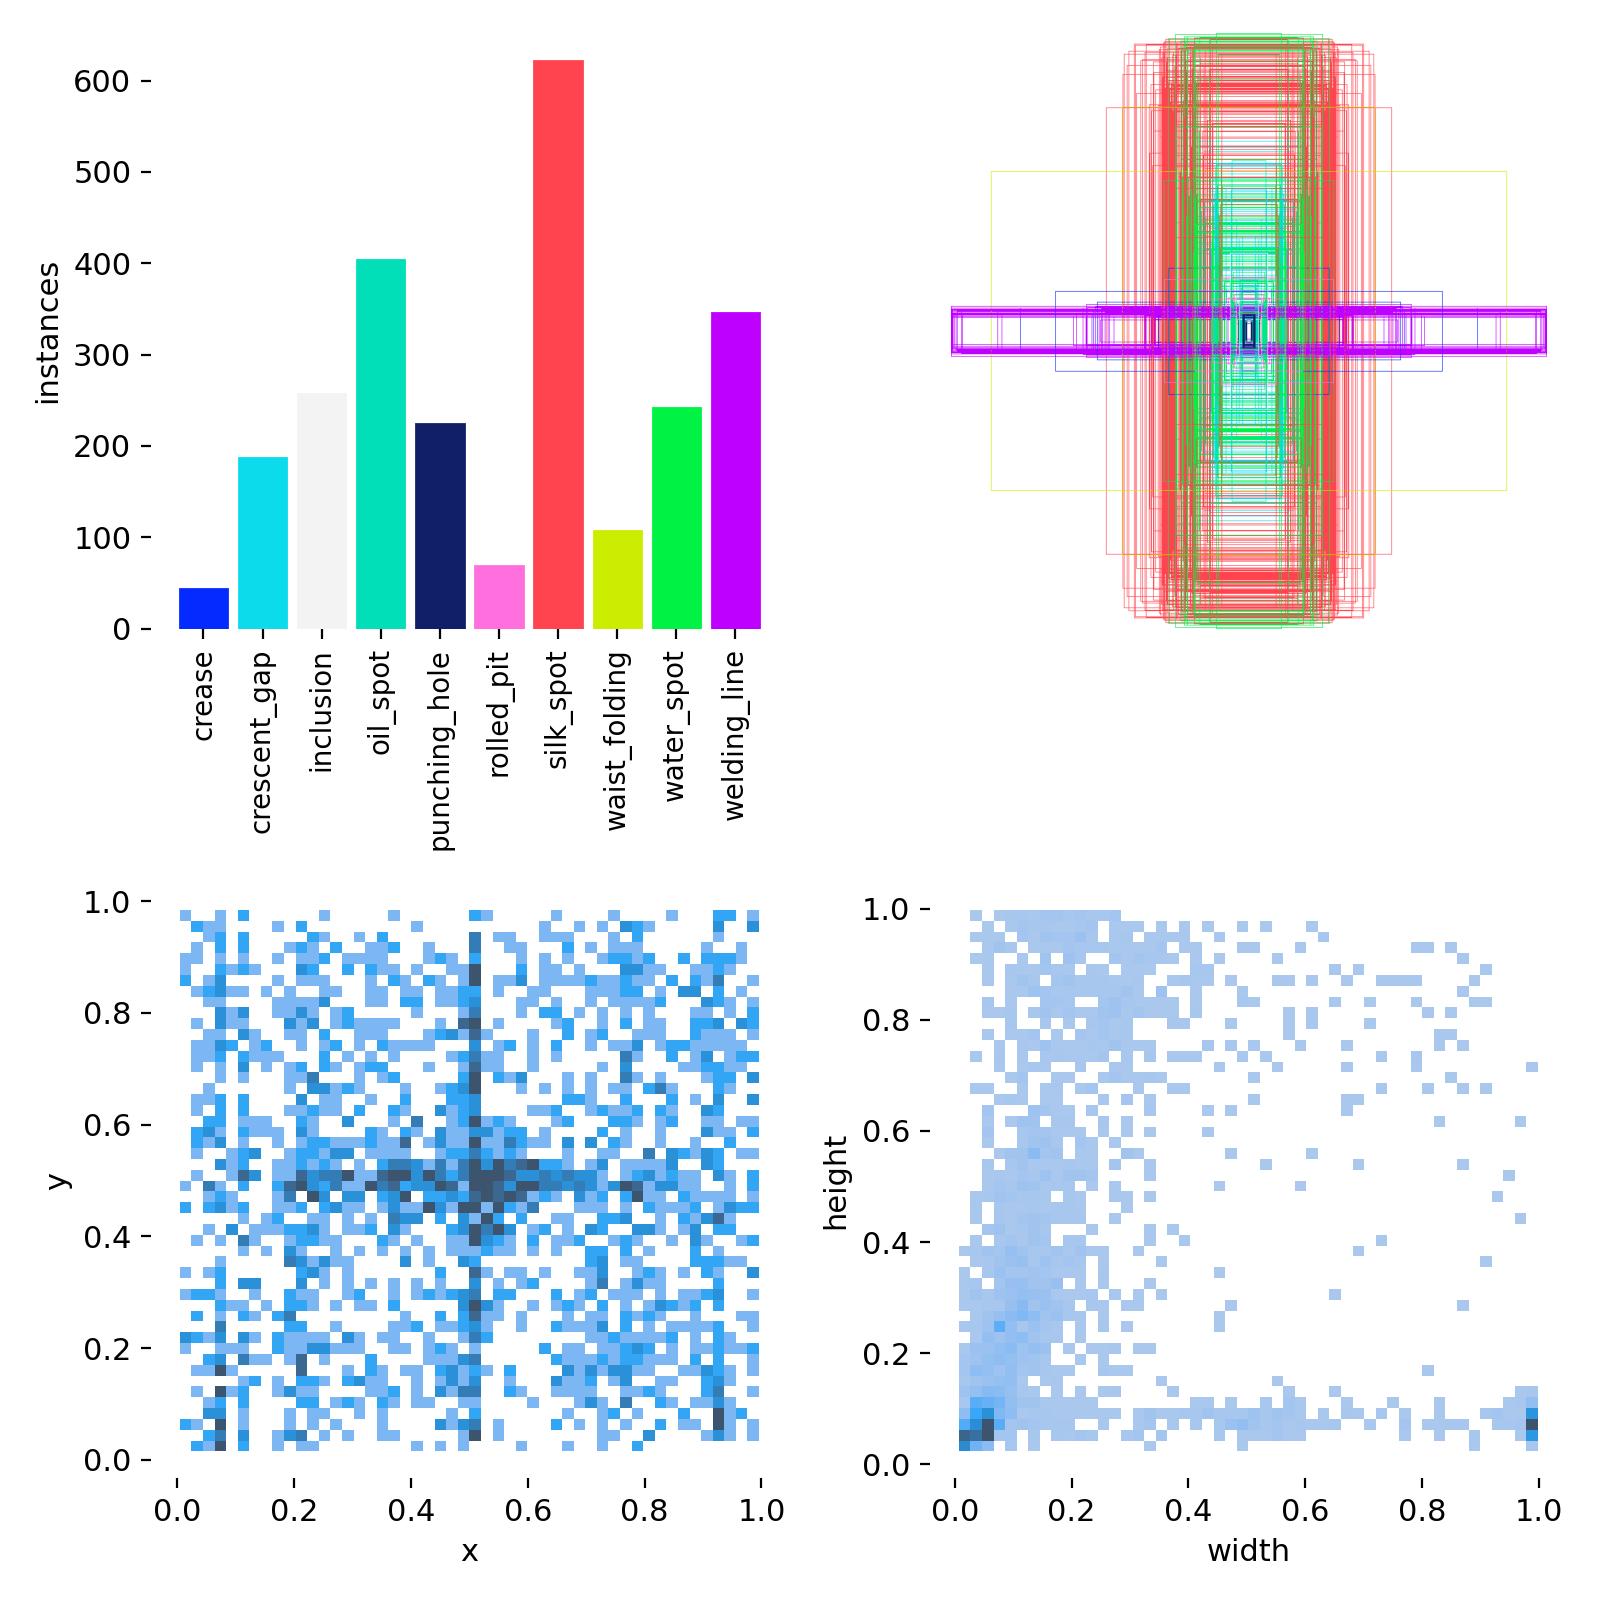 600
500
400
300
200
100
0
instances
crease
crescent_gap
inclusion
oil_spot
punching_hole
rolled_pit
silk_spot
waist_folding
water_spot
welding_line
1.0
0.8
0.6
0.4
0.2
0.0
y
0.0 0.2 0.4 0.6 0.8 1.0
x
1.0
0.8
0.6
0.4
0.2
0.0
height
0.0 0.2 0.4 0.6 0.8 1.0
width